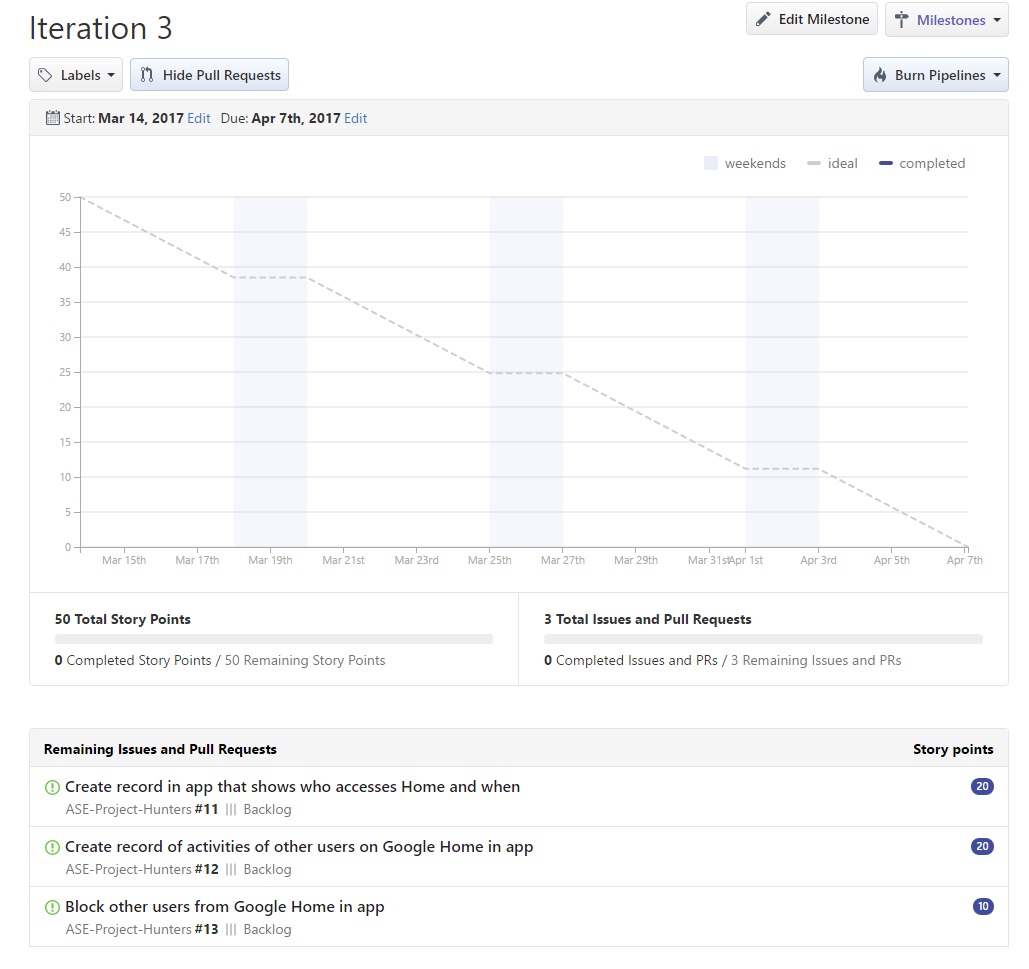 Iteration 3
Edit Milestone
Milestones
Labels
Hide Pull Requests
Burn Pipelines
Start: Mar 14, 2017 Edit Due: Apr 7th, 2017 Edit
weekends ideal completed
50
45
40
35
30
25
20
15
10
5
0
Mar 15th Mar 17th Mar 19th Mar 21st Mar 23rd Mar 25th Mar 27th Mar 29th Mar 31st Apr 1st Apr 3rd Apr 5th Apr 7th
50 Total Story Points
0 Completed Story Points / 50 Remaining Story Points
3 Total Issues and Pull Requests
0 Completed Issues and PRs / 3 Remaining Issues and PRs
Remaining Issues and Pull Requests Story points
Create record in app that shows who accesses Home and when 20
ASE-Project-Hunters #11 Backlog
Create record of activities of other users on Google Home in app 20
ASE-Project-Hunters #12 Backlog
Block other users from Google Home in app 10
ASE-Project-Hunters #13 Backlog